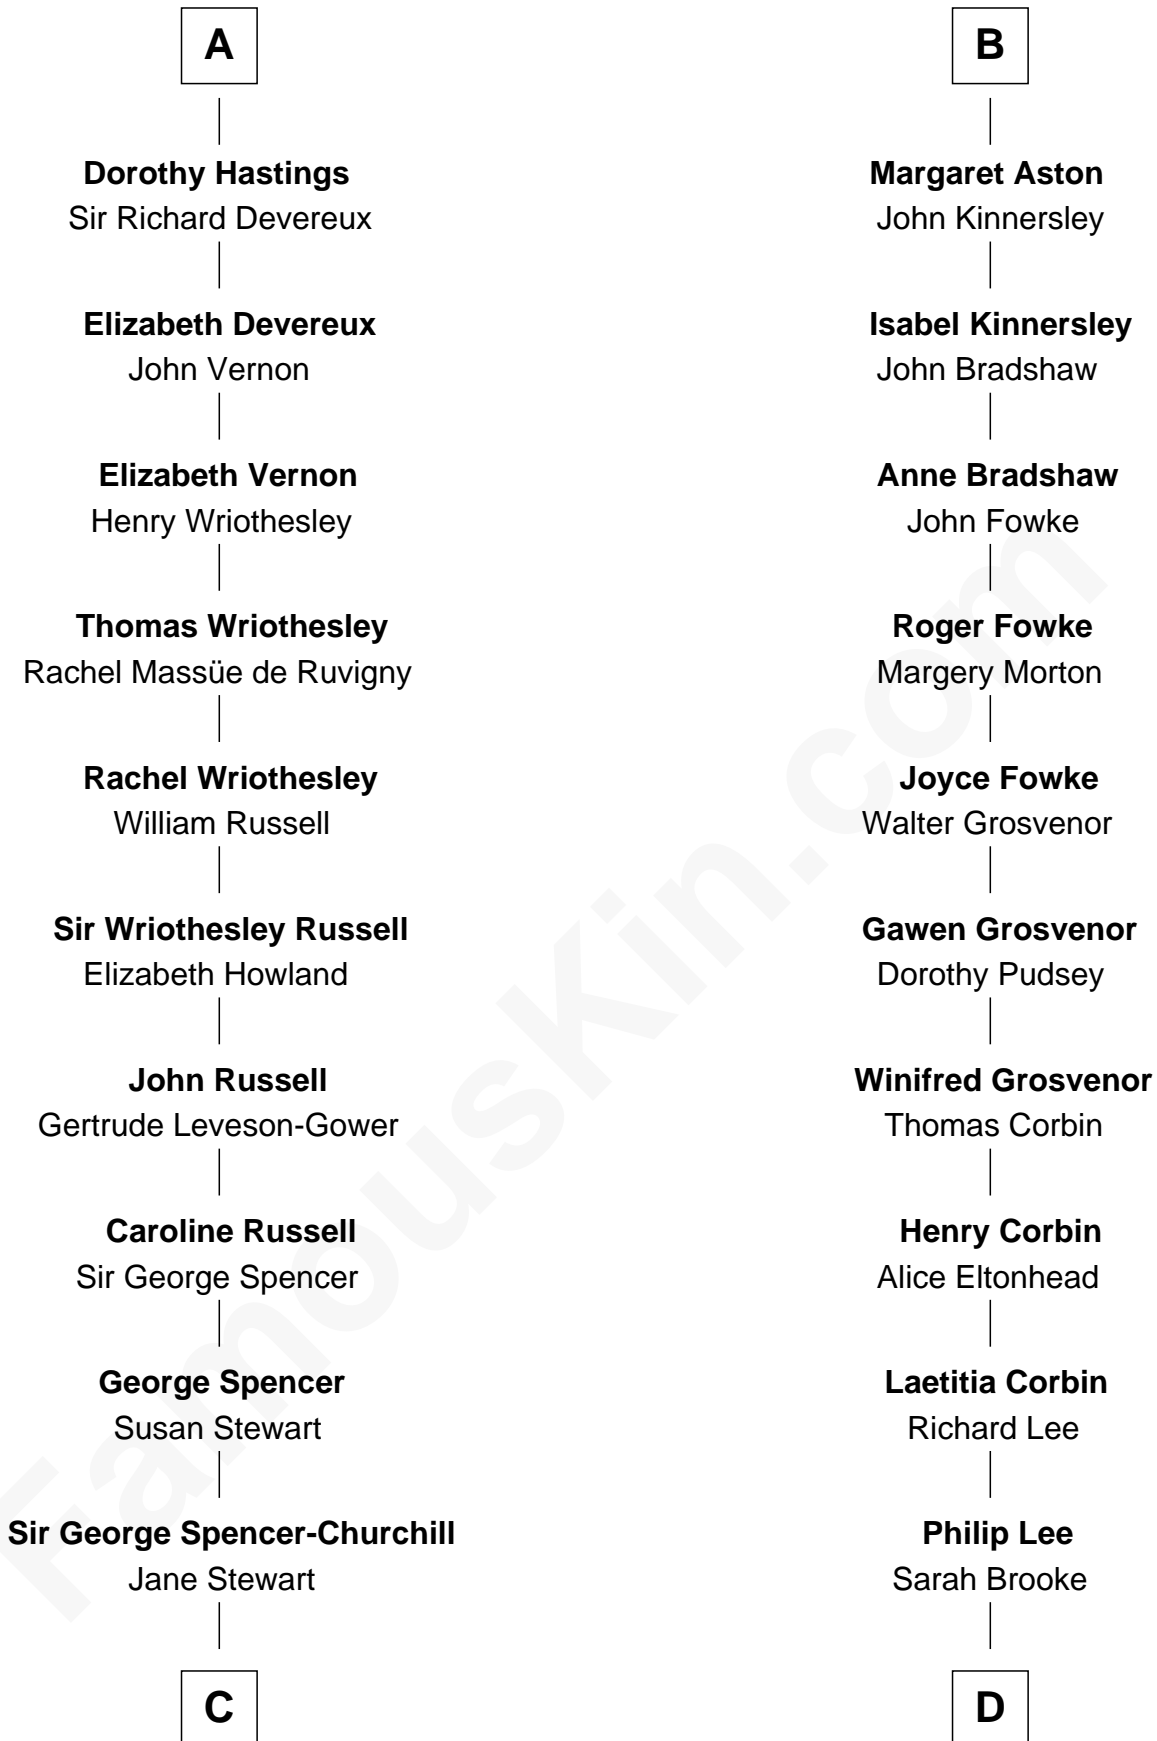 A
Dorothy Hastings
Sir Richard Devereux
Elizabeth Devereux
John Vernon
Elizabeth Vernon
Henry Wriothesley
Thomas Wriothesley
Rachel Massüe de Ruvigny
Rachel Wriothesley
William Russell
Sir Wriothesley Russell
Elizabeth Howland
John Russell
Gertrude Leveson-Gower
Caroline Russell
Sir George Spencer
George Spencer
Susan Stewart
Sir George Spencer-Churchill
Jane Stewart
C
B
Margaret Aston
John Kinnersley
Isabel Kinnersley
John Bradshaw
Anne Bradshaw
John Fowke
Roger Fowke
Margery Morton
Joyce Fowke
Walter Grosvenor
Gawen Grosvenor
Dorothy Pudsey
Winifred Grosvenor
Thomas Corbin
Henry Corbin
Alice Eltonhead
Laetitia Corbin
Richard Lee
Philip Lee
Sarah Brooke
D
FamousKin.com